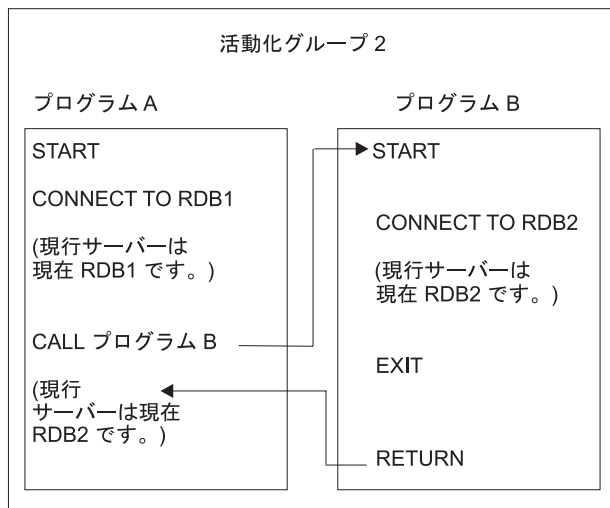 活動化グループ 2
プログラム A
START
CONNECT TO RDB1
(現行サーバーは
現在 RDB1 です。)
CALL プログラム B
(現行
サーバーは現在
RDB2 です。)
プログラム B
START
CONNECT TO RDB2
(現行サーバーは
現在 RDB2 です。)
EXIT
RETURN